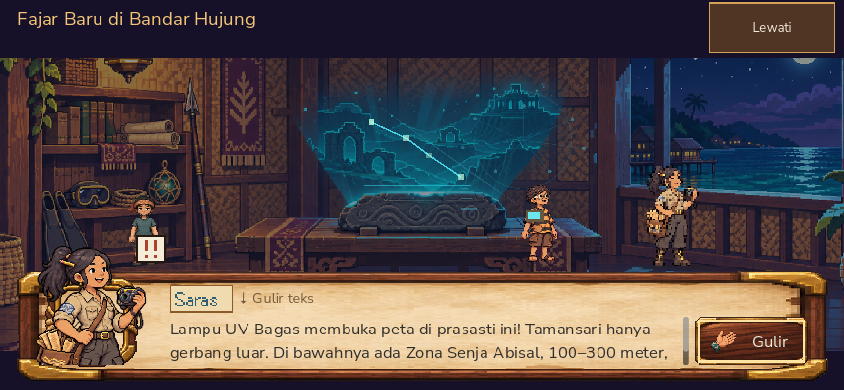 Fajar Baru di Bandar Hujung
Lewati
!!
Saras
↓ Gulir teks
Lampu UV Bagas membuka peta di prasasti ini! Tamansari hanya
gerbang luar. Di bawahnya ada Zona Senja Abisal, 100–300 meter,
Gulir